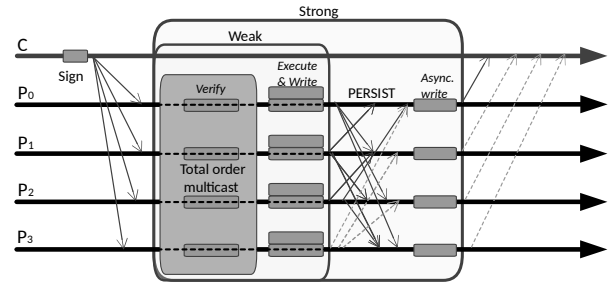 Strong
Weak
C
Sign
Execute
& Write
Verify
PERSIST
Async.
write
P0
P1
Total order
multicast
P2
P3